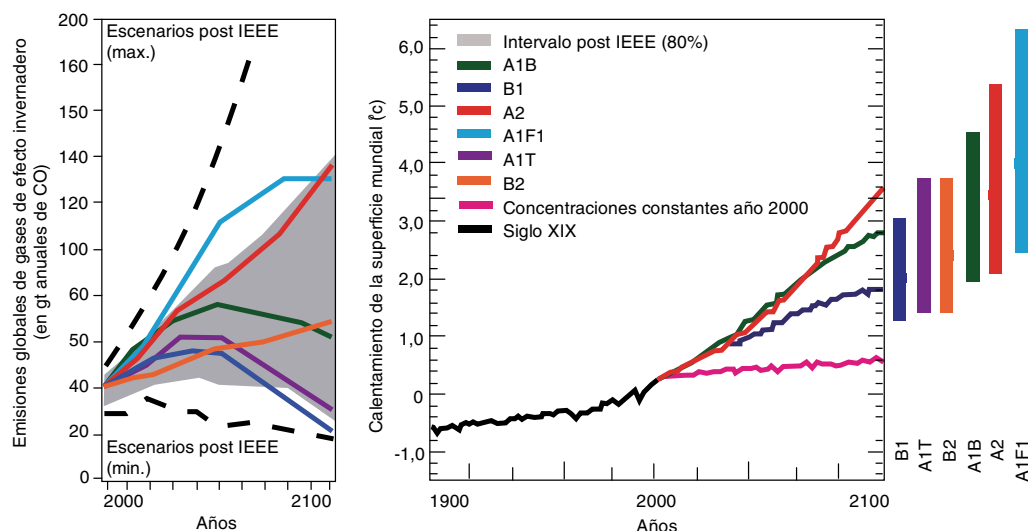 Emisiones globales de gases de efecto invernadero
(en gt anuales de CO)
200
160
180
140
120
100
60
50
40
20
0
Escenarios post IEEE
(max.)
Escenarios post IEEE
(min.)
2000
2100
Años
Calentamiento de la superficie mundial (ºc)
6,0
5,0
4,0
3,0
2,0
1,0
0
-1,0
Intervalo post IEEE (80%)
A1B
B1
A2
A1F1
A1T
B2
Concentraciones constantes año 2000
Siglo XIX
1900
2000
2100
Años
B1
A1T
B2
A1B
A2
A1F1